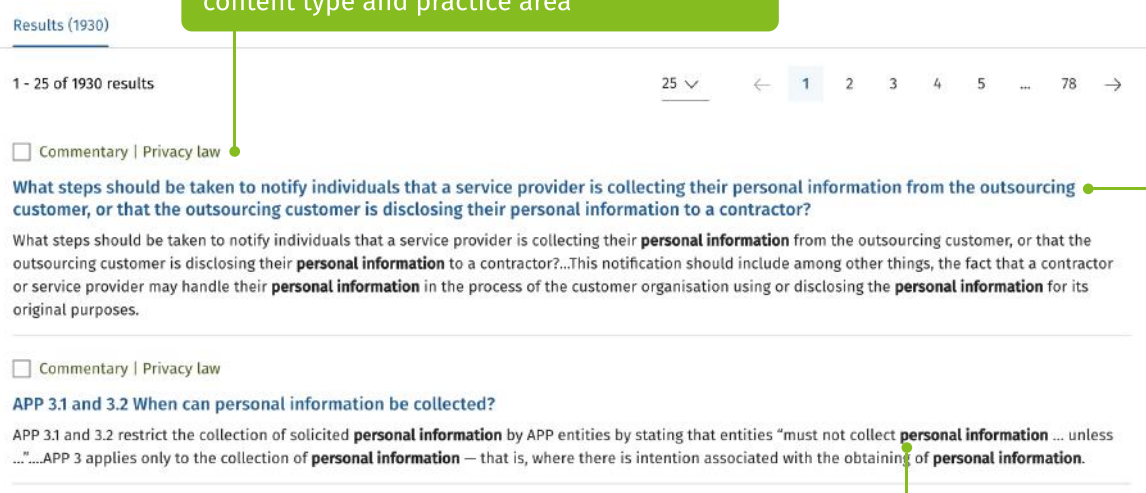 content type and practice area
Results (1930)
1 - 25 of 1930 results
25
1 2 3 4 5 ... 78
Commentary | Privacy law
What steps should be taken to notify individuals that a service provider is collecting their personal information from the outsourcing
customer, or that the outsourcing customer is disclosing their personal information to a contractor?
What steps should be taken to notify individuals that a service provider is collecting their personal information from the outsourcing customer, or that the
outsourcing customer is disclosing their personal information to a contractor?...This notification should include among other things, the fact that a contractor
or service provider may handle their personal information in the process of the customer organisation using or disclosing the personal information for its
original purposes.
Commentary | Privacy law
APP 3.1 and 3.2 When can personal information be collected?
APP 3.1 and 3.2 restrict the collection of solicited personal information by APP entities by stating that entities “must not collect personal information ... unless
...”....APP 3 applies only to the collection of personal information — that is, where there is intention associated with the obtaining of personal information.